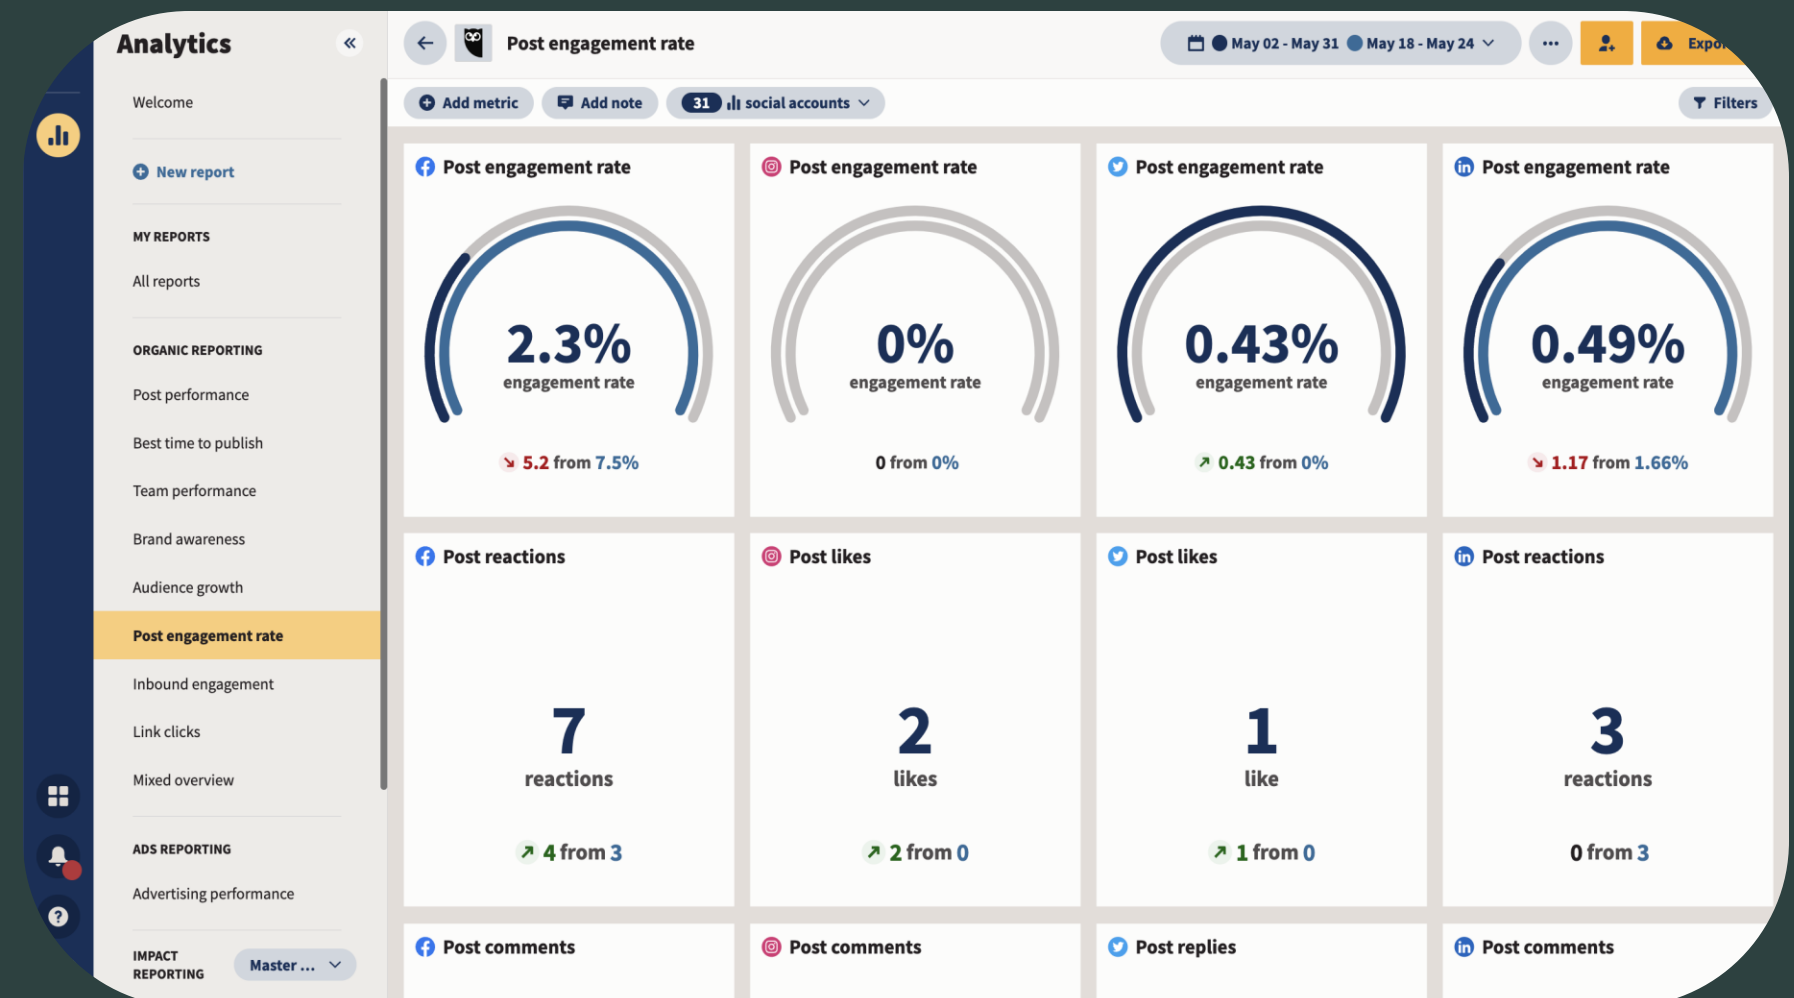 Analytics
«
Welcome
New report
MY REPORTS
All reports
ORGANIC REPORTING
Post performance
Best time to publish
Team performance
Brand awareness
Audience growth
Post engagement rate
Inbound engagement
Link clicks
Mixed overview
ADS REPORTING
Advertising performance
IMPACT
REPORTING
Master ...
?
Post engagement rate
May 02 - May 31 May 18 - May 24
Add metric
Add note
31 social accounts
Filters
Post engagement rate
2.3%
engagement rate
5.2 from 7.5%
Post engagement rate
0%
engagement rate
0 from 0%
Post engagement rate
0.43%
engagement rate
0.43 from 0%
in Post engagement rate
0.49%
engagement rate
1.17 from 1.66%
Post reactions
7
reactions
4 from 3
Post likes
2
likes
2 from 0
Post likes
1
like
1 from 0
in Post reactions
3
reactions
0 from 3
Post comments
Post comments
Post replies
in Post comments